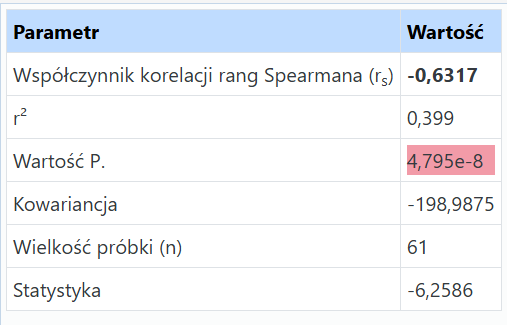 Parametr Wartość
Współczynnik korelacji rang Spearmana (rₛ) -0,6317
r² 0,399
Wartość P. 4,795e-8
Kowariancja -198,9875
Wielkość próbki (n) 61
Statystyka -6,2586